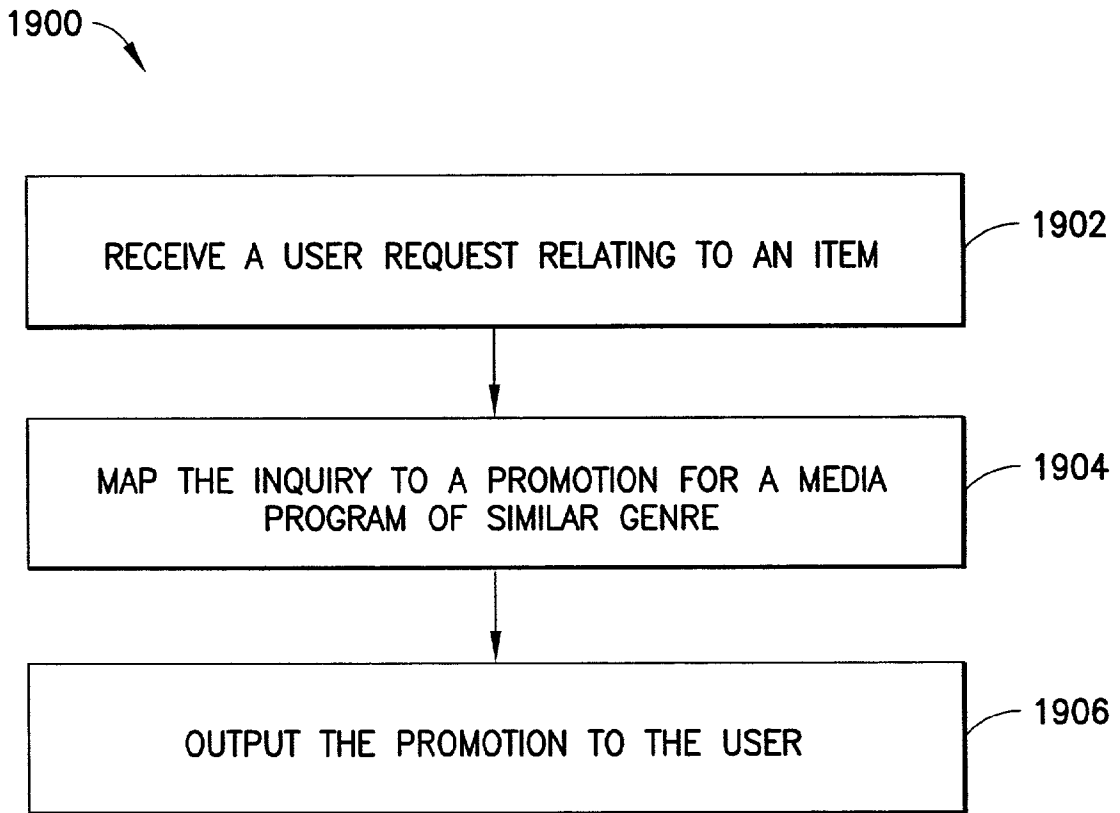 1900
RECEIVE A USER REQUEST RELATING TO AN ITEM
1902
MAP THE INQUIRY TO A PROMOTION FOR A MEDIA
PROGRAM OF SIMILAR GENRE
1904
OUTPUT THE PROMOTION TO THE USER
1906